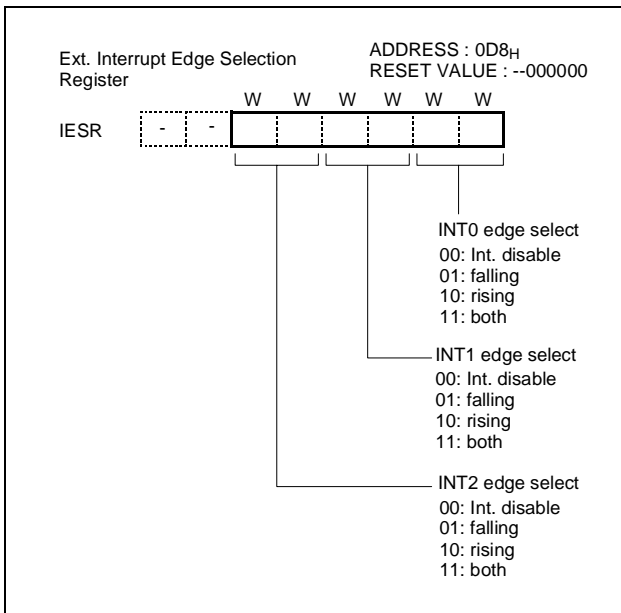 Ext. Interrupt Edge Selection
Register
ADDRESS : 0D8H
RESET VALUE : --000000
W W W W W W
IESR - -
INT0 edge select
00: Int. disable
01: falling
10: rising
11: both
INT1 edge select
00: Int. disable
01: falling
10: rising
11: both
INT2 edge select
00: Int. disable
01: falling
10: rising
11: both